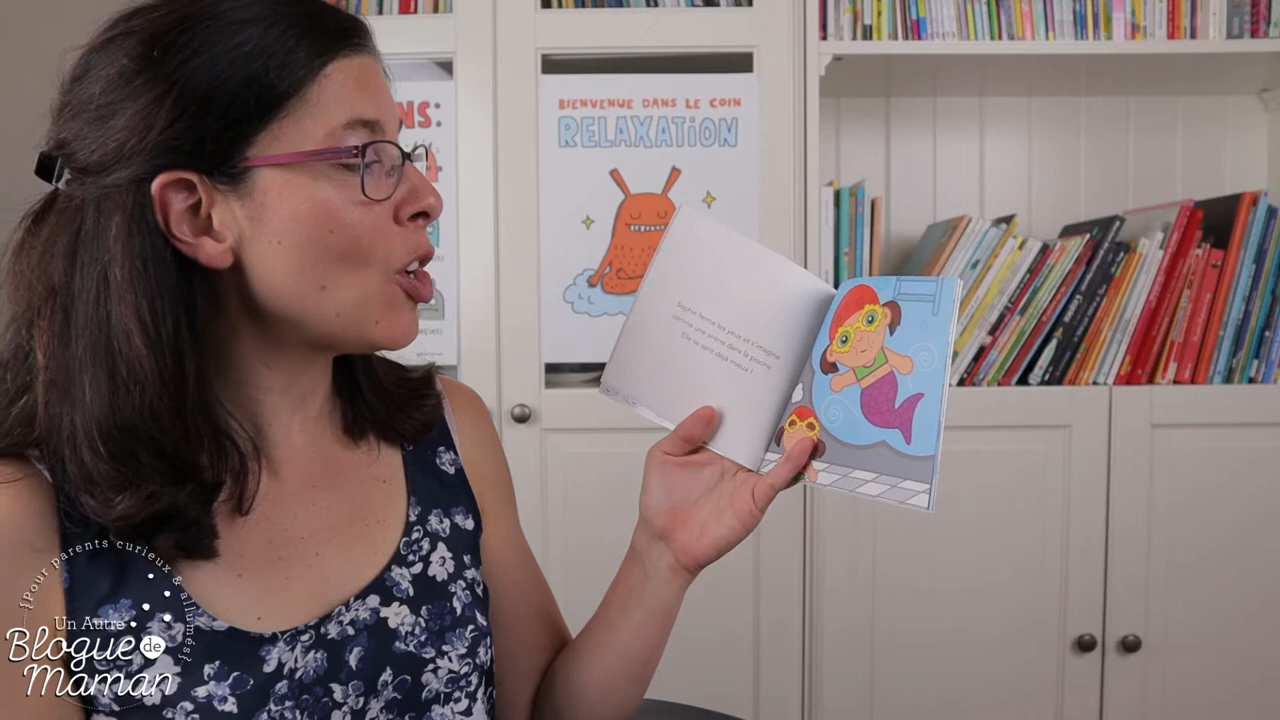 NS:
BIENVENUE DANS LE COIN
RELAXATiON
Sophie ferme les yeux et s'imagine
comme une sirène dans la piscine.
Elle se sent déjà mieux !
{Pour parents curieux & allumés}
Un Autre
Blogue de
Maman